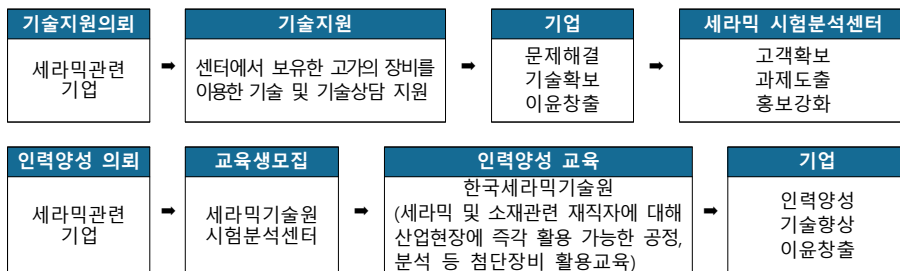 기술지원의뢰
세라믹관련
기업
➡
기술지원
센터에서 보유한 고가의 장비를
이용한 기술 및 기술상담 지원
➡
기업
문제해결
기술확보
이윤창출
➡
세라믹 시험분석센터
고객확보
과제도출
홍보강화
인력양성 의뢰
세라믹관련
기업
➡
교육생모집
세라믹기술원
시험분석센터
➡
인력양성 교육
한국세라믹기술원
(세라믹 및 소재관련 재직자에 대해
산업현장에 즉각 활용 가능한 공정,
분석 등 첨단장비 활용교육)
➡
기업
인력양성
기술향상
이윤창출